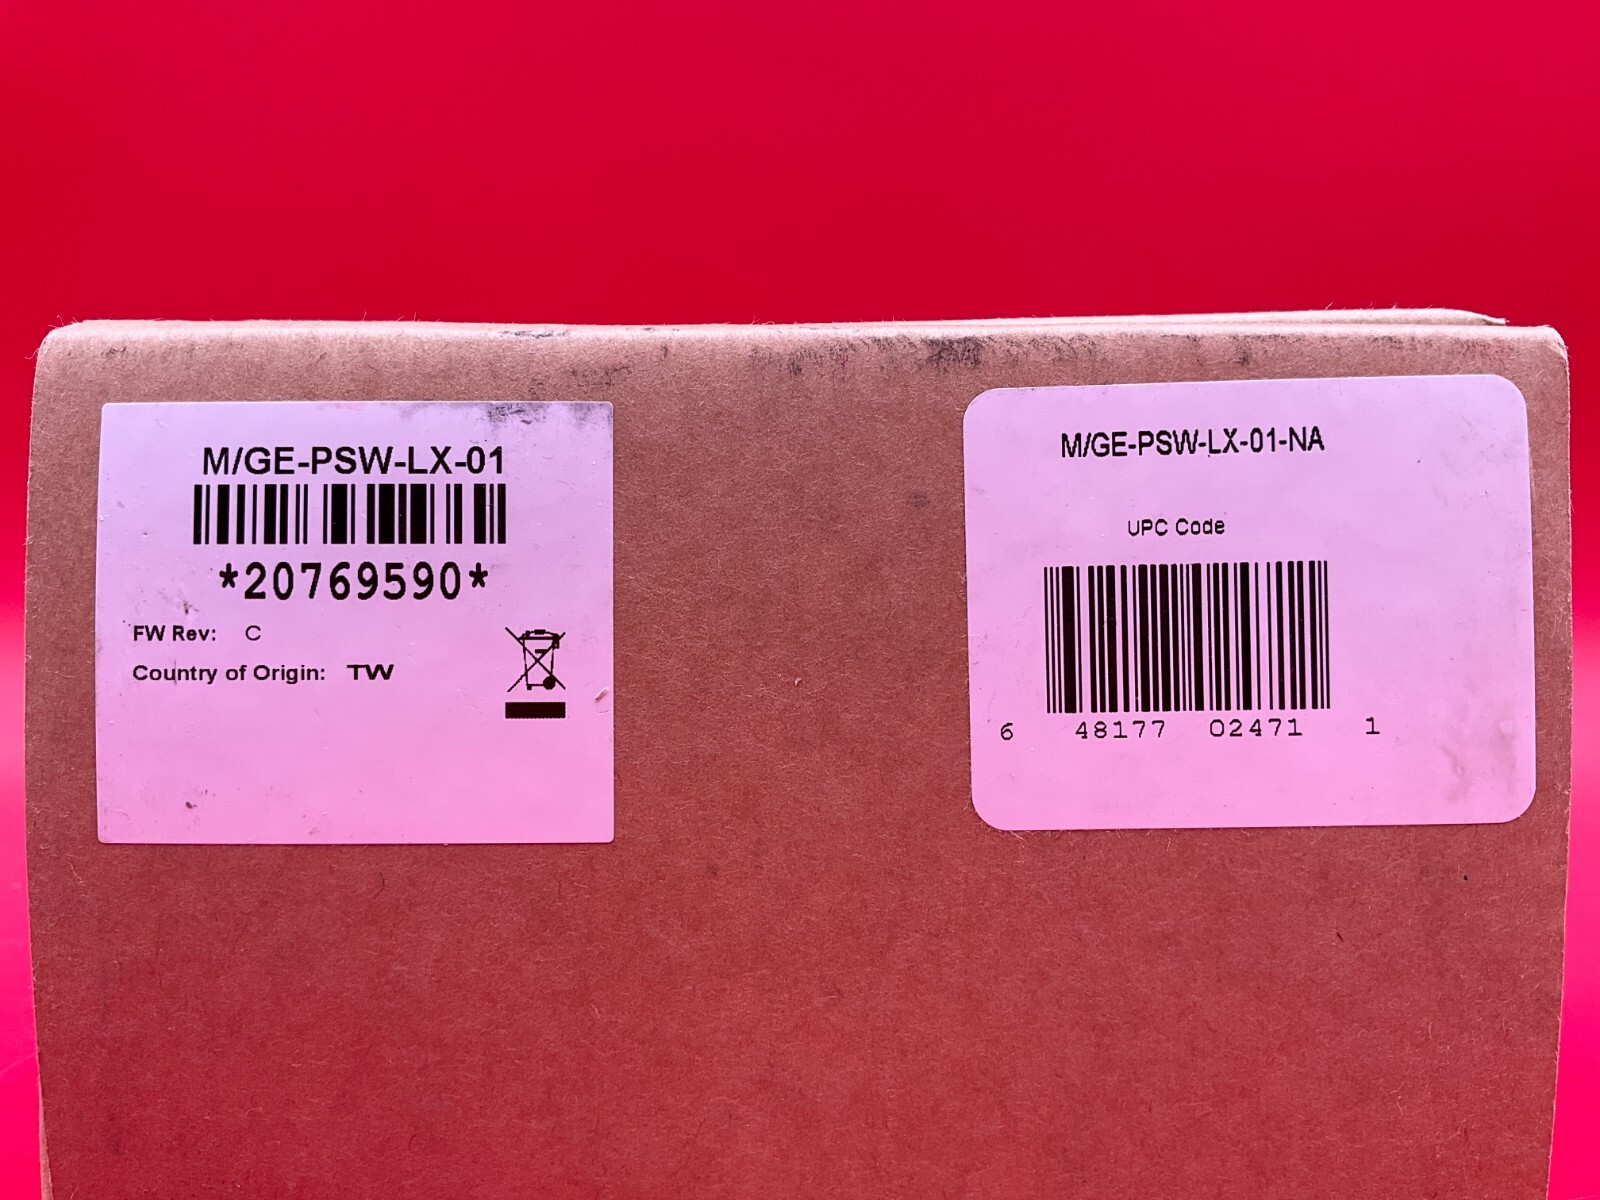 M/GE-PSW-LX-01
*20769590*
FW Rev: C
Country of Origin: TW
M/GE-PSW-LX-01-NA
UPC Code
6 48177 02471 1